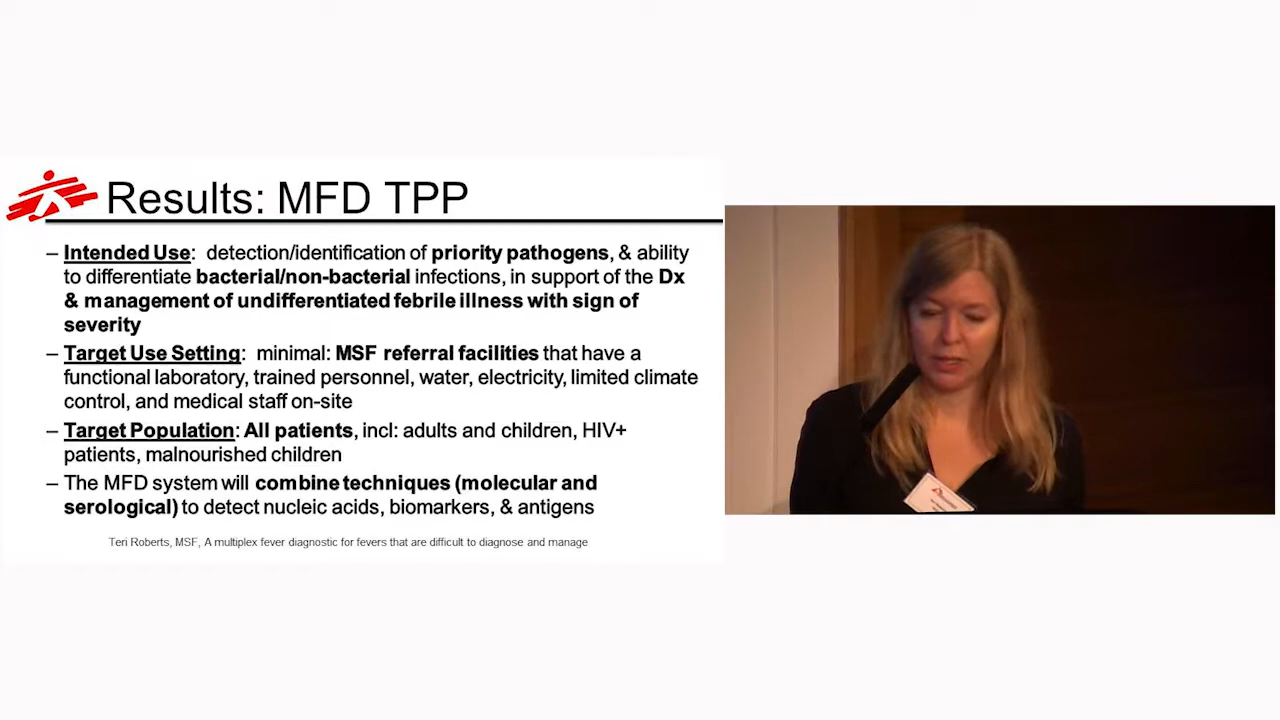 Results: MFD TPP
– Intended Use: detection/identification of priority pathogens, & ability
to differentiate bacterial/non-bacterial infections, in support of the Dx
& management of undifferentiated febrile illness with sign of
severity
– Target Use Setting: minimal: MSF referral facilities that have a
functional laboratory, trained personnel, water, electricity, limited climate
control, and medical staff on-site
– Target Population: All patients, incl: adults and children, HIV+
patients, malnourished children
– The MFD system will combine techniques (molecular and
serological) to detect nucleic acids, biomarkers, & antigens
Teri Roberts, MSF, A multiplex fever diagnostic for fevers that are difficult to diagnose and manage